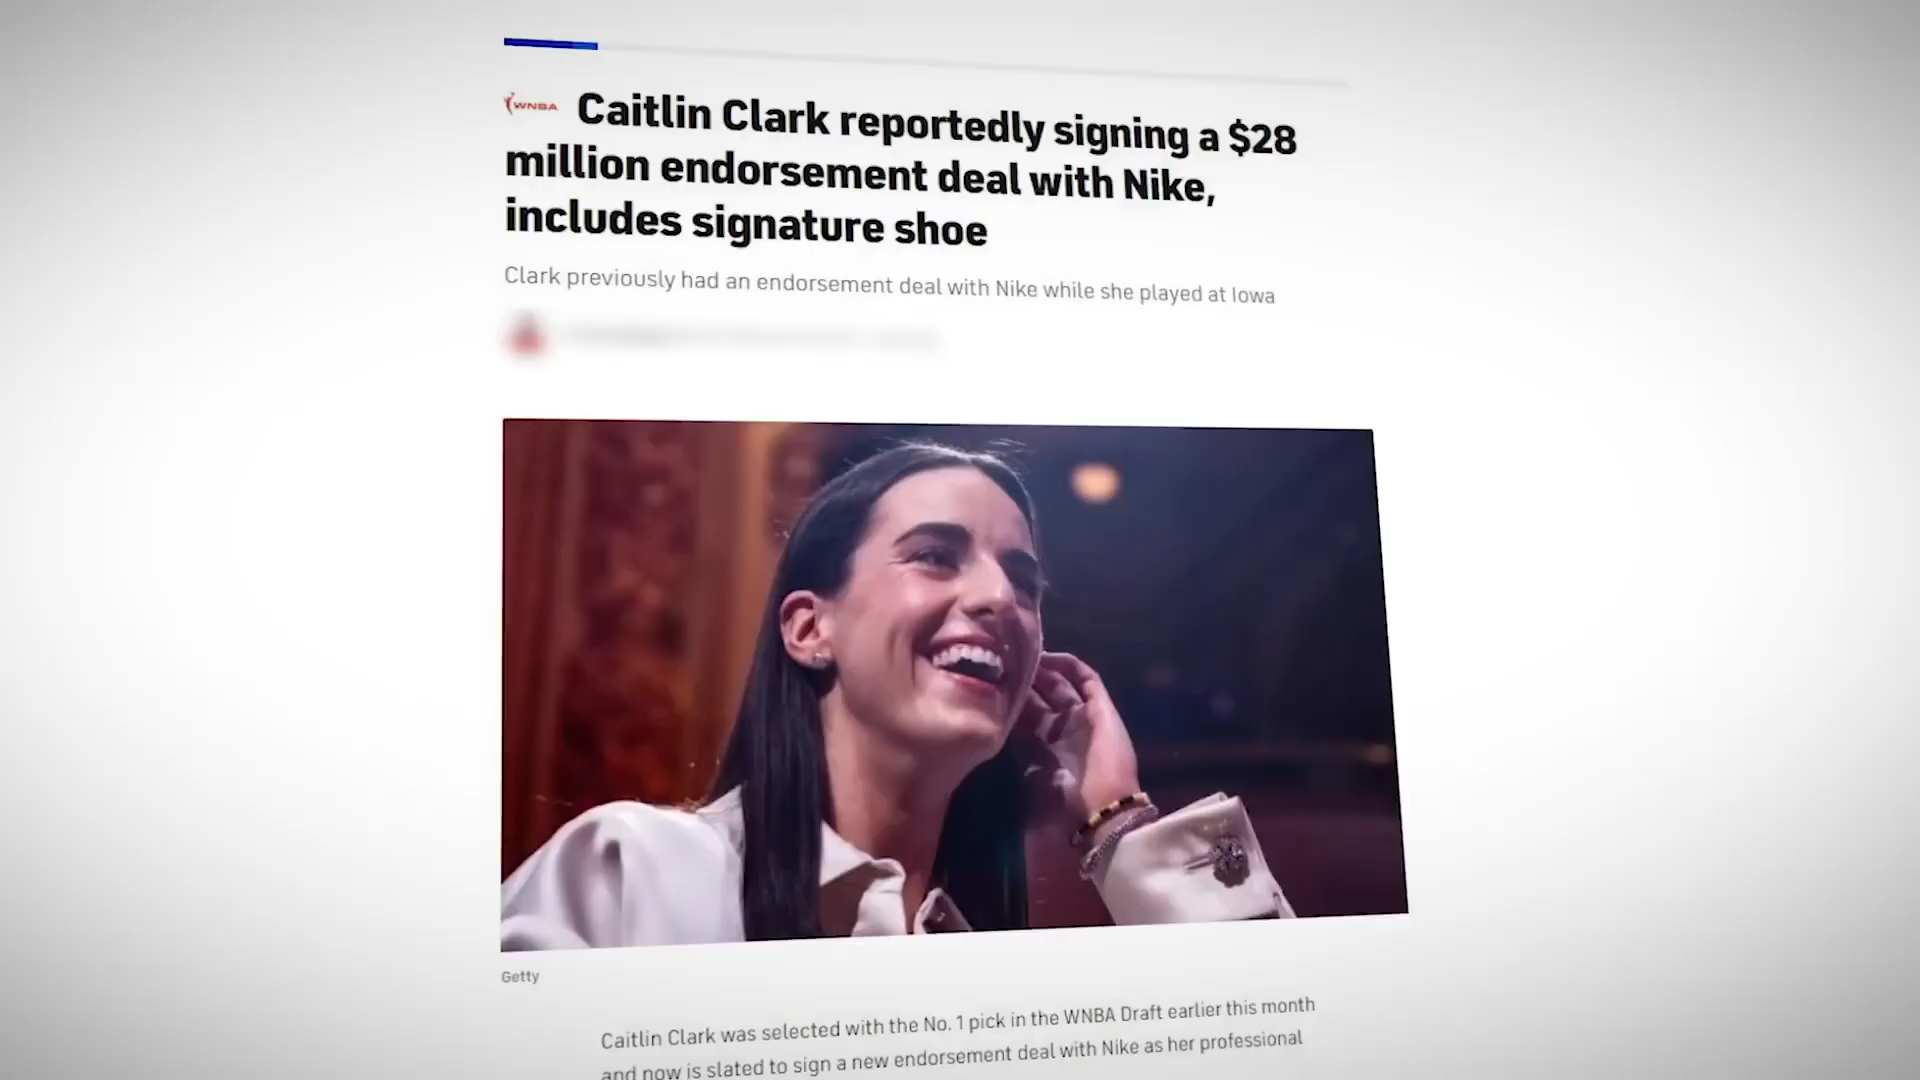 WNBA Caitlin Clark reportedly signing a $28
million endorsement deal with Nike,
includes signature shoe
Clark previously had an endorsement deal with Nike while she played at Iowa
Getty
Caitlin Clark was selected with the No. 1 pick in the WNBA Draft earlier this month
and now is slated to sign a new endorsement deal with Nike as her professional